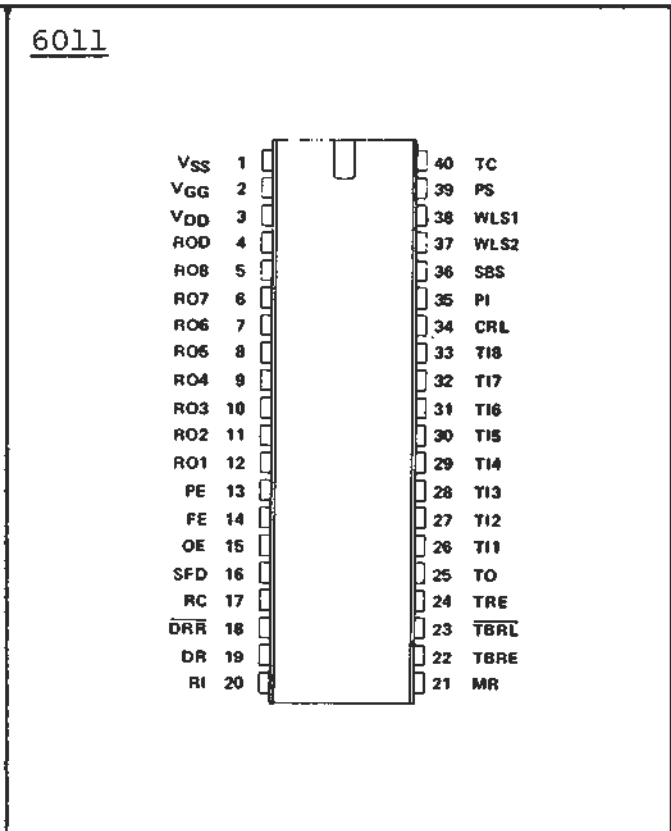 6011
VSS 1 40 TC
VGG 2 39 PS
VDD 3 38 WLS1
ROD 4 37 WLS2
RO8 5 36 SBS
RO7 6 35 PI
RO6 7 34 CRL
RO5 8 33 TI8
RO4 9 32 TI7
RO3 10 31 TI6
RO2 11 30 TI5
RO1 12 29 TI4
PE 13 28 TI3
FE 14 27 TI2
OE 15 26 TI1
SFD 16 25 TO
RC 17 24 TRE
D̅R̅R̅ 18 23 T̅B̅R̅L̅
DR 19 22 TBRE
RI 20 21 MR